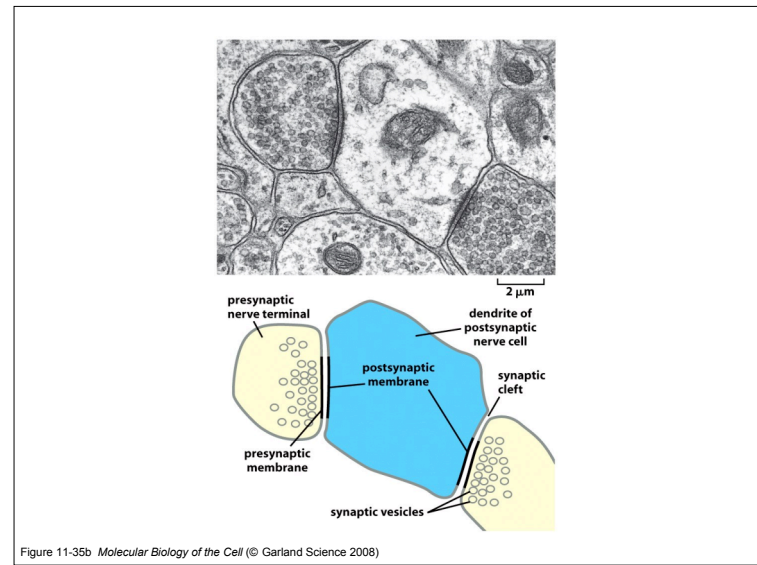 2 μm
presynaptic
nerve terminal
dendrite of
postsynaptic
nerve cell
postsynaptic
membrane
synaptic
cleft
presynaptic
membrane
synaptic vesicles
Figure 11-35b Molecular Biology of the Cell (© Garland Science 2008)